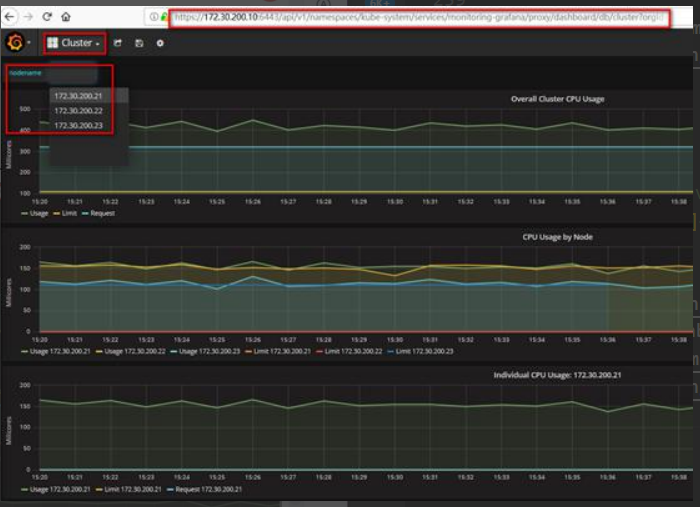 https://172.30.200.10:6443/api/v1/namespaces/kube-system/services/monitoring-grafana/proxy/dashboard/db/cluster?orgId
Cluster
nodename
172.30.200.21
172.30.200.22
172.30.200.23
Overall Cluster CPU Usage
Millicores
500
400
300
200
100
15:20 15:21 15:22 15:23 15:24 15:25 15:26 15:27 15:28 15:29 15:30 15:31 15:32 15:33 15:34 15:35 15:36 15:37 15:38
Usage Limit Request
CPU Usage by Node
Millicores
200
150
100
50
0
15:20 15:21 15:22 15:23 15:24 15:25 15:26 15:27 15:28 15:29 15:30 15:31 15:32 15:33 15:34 15:35 15:36 15:37 15:38
Usage 172.30.200.21 Usage 172.30.200.22 Usage 172.30.200.23 Limit 172.30.200.21 Limit 172.30.200.22 Limit 172.30.200.23
Individual CPU Usage: 172.30.200.21
Millicores
200
150
100
50
0
15:20 15:21 15:22 15:23 15:24 15:25 15:26 15:27 15:28 15:29 15:30 15:31 15:32 15:33 15:34 15:35 15:36 15:37 15:38
Usage 172.30.200.21 Limit 172.30.200.21 Request 172.30.200.21